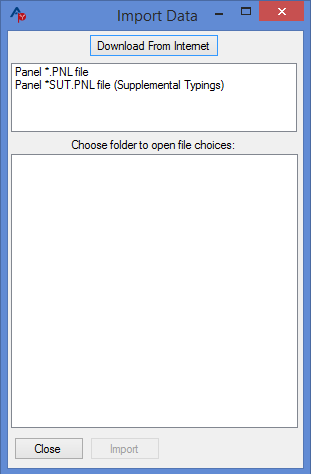 Import Data
Download From Internet
Panel *.PNL file
Panel *SUT.PNL file (Supplemental Typings)
Choose folder to open file choices:
Close
Import